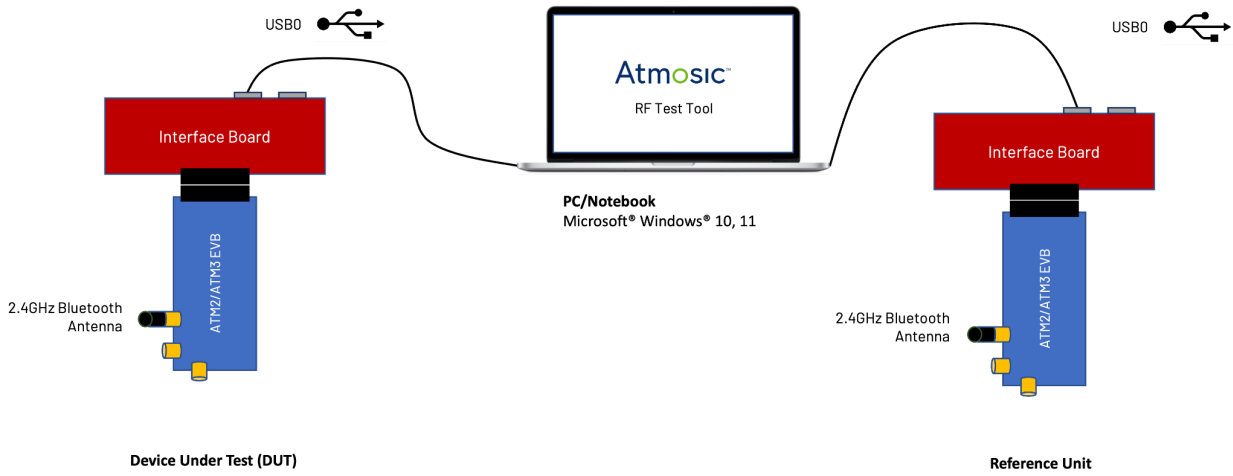 USB0
USB0
Atmosic™
RF Test Tool
Interface Board
Interface Board
PC/Notebook
Microsoft® Windows® 10, 11
ATM2/ATM3 EVB
ATM2/ATM3 EVB
2.4GHz Bluetooth
Antenna
2.4GHz Bluetooth
Antenna
Device Under Test (DUT)
Reference Unit